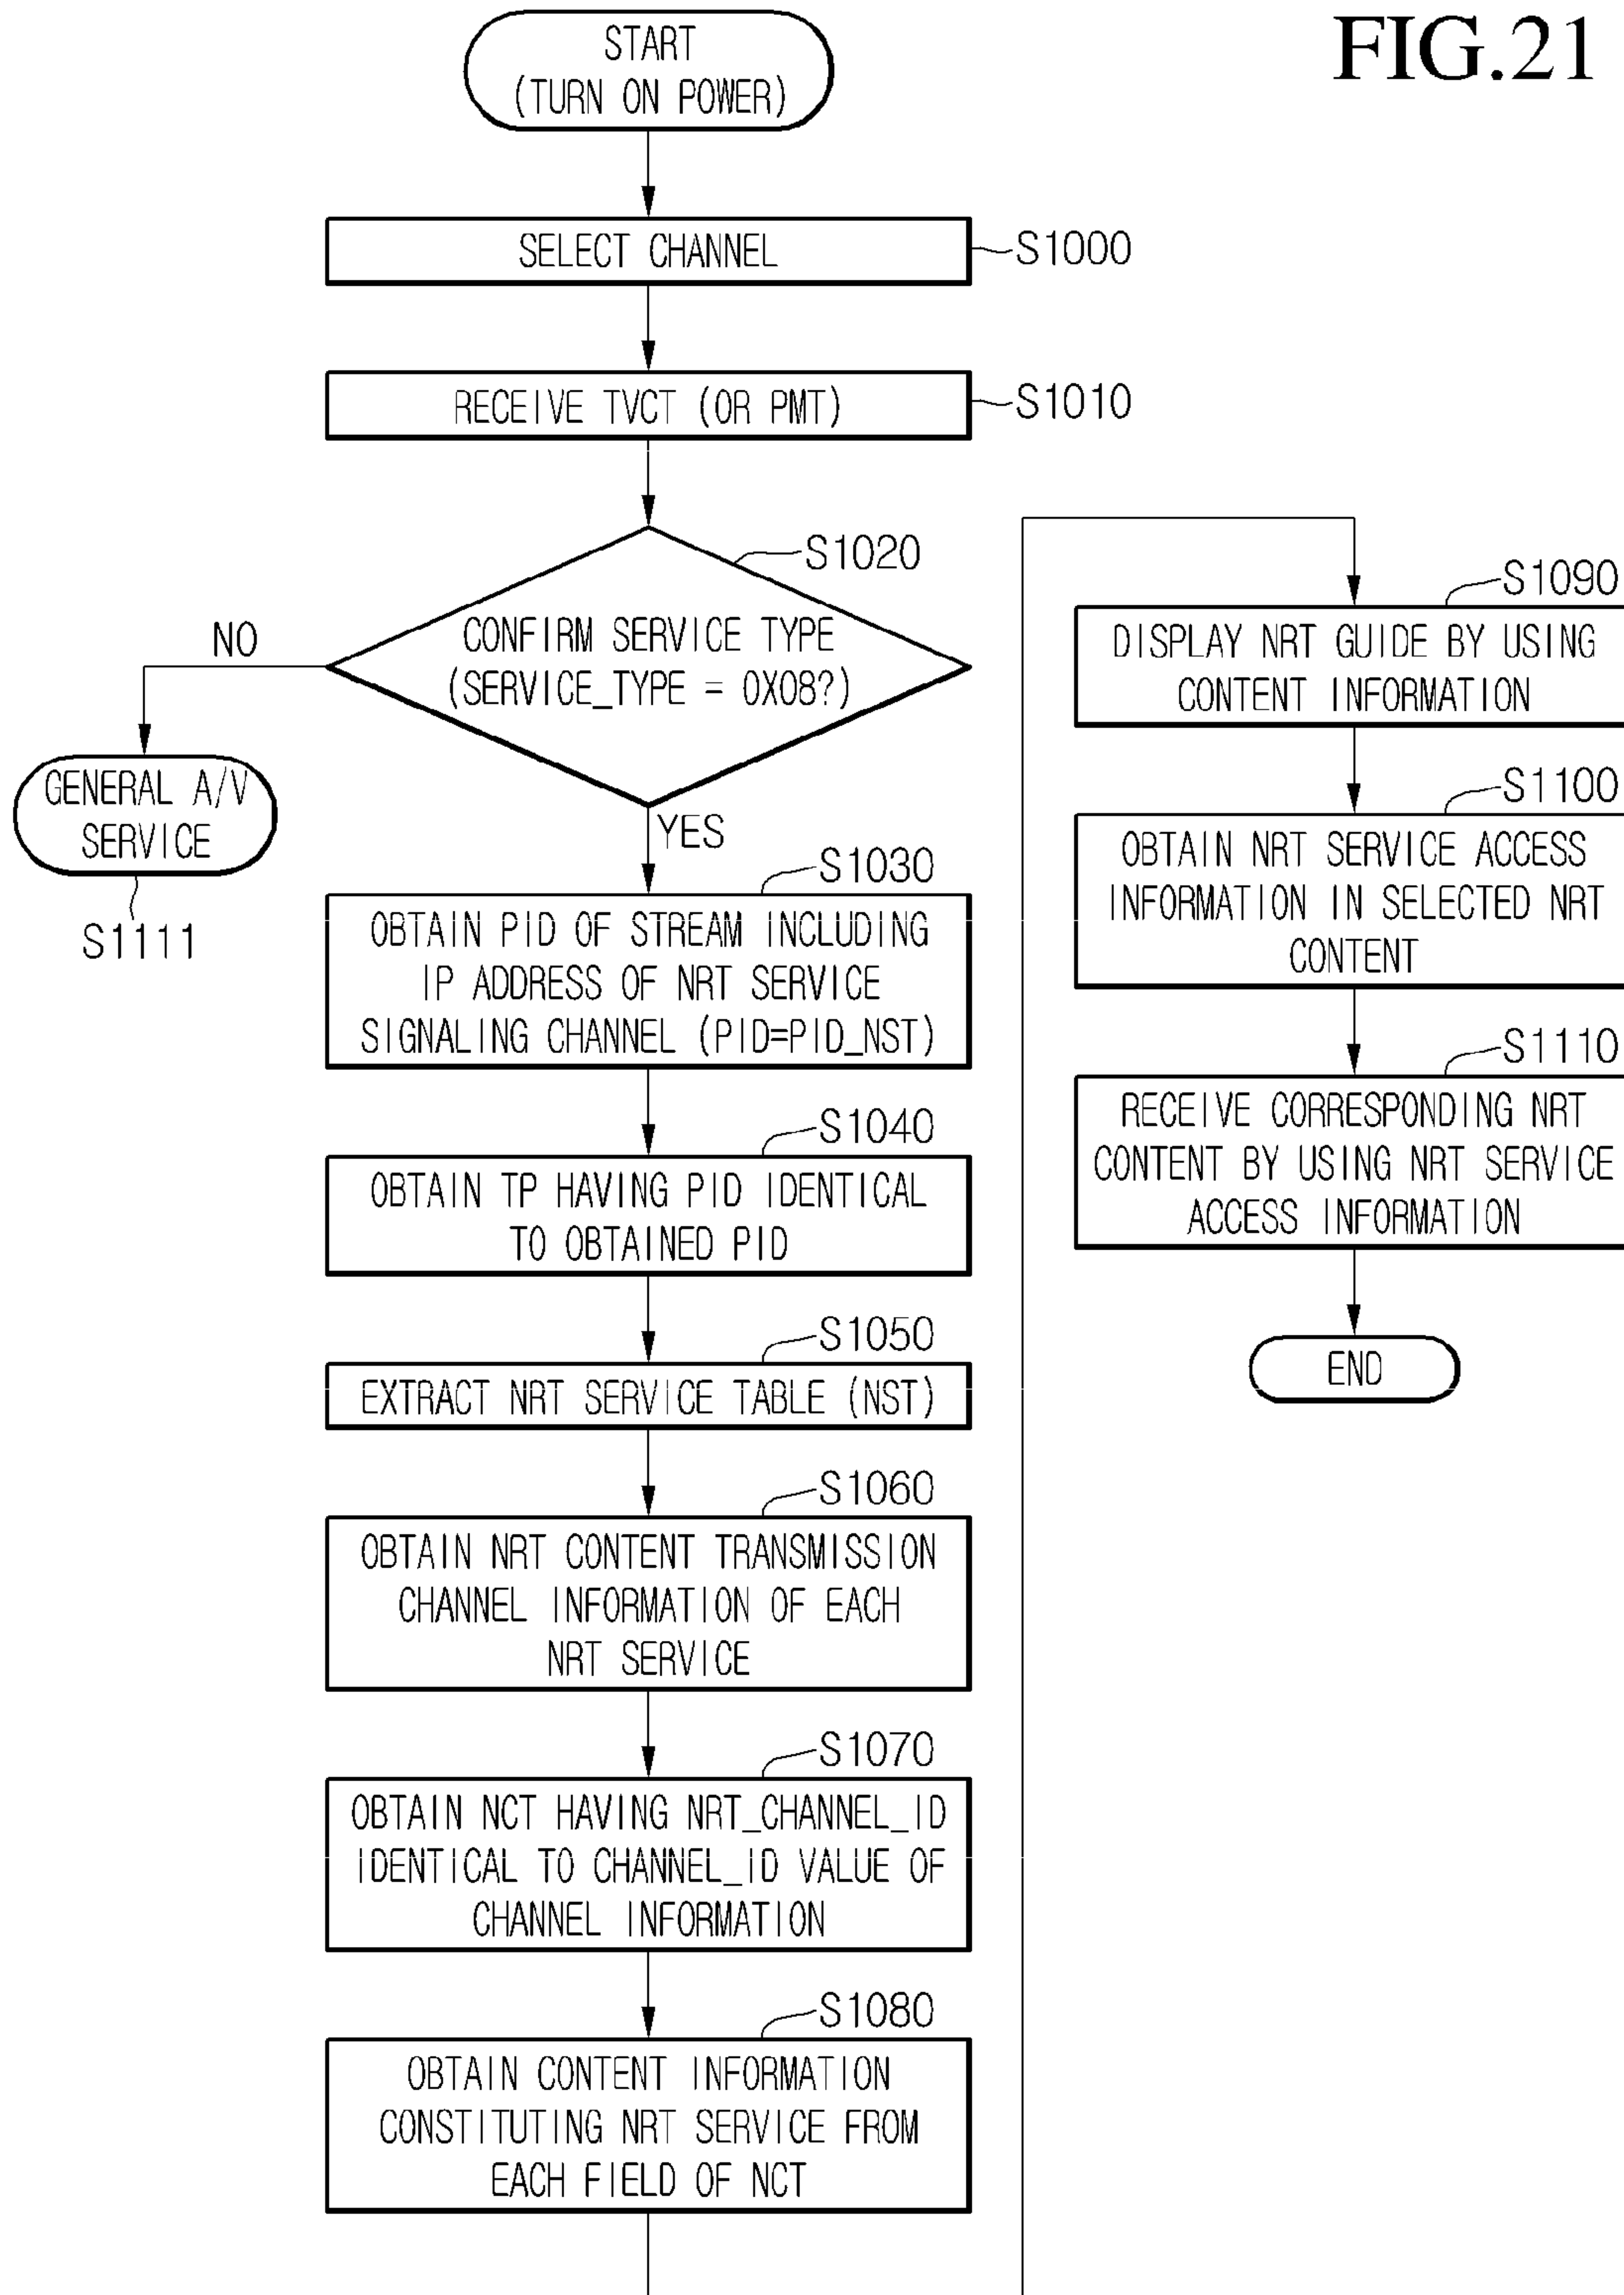 FIG.21
START
(TURN ON POWER)
SELECT CHANNEL
S1000
RECEIVE TVCT (OR PMT)
S1010
S1020
CONFIRM SERVICE TYPE
(SERVICE_TYPE = 0X08?)
NO
GENERAL A/V
SERVICE
S1111
YES
S1030
OBTAIN PID OF STREAM INCLUDING
IP ADDRESS OF NRT SERVICE
SIGNALING CHANNEL (PID=PID_NST)
S1040
OBTAIN TP HAVING PID IDENTICAL
TO OBTAINED PID
S1050
EXTRACT NRT SERVICE TABLE (NST)
S1060
OBTAIN NRT CONTENT TRANSMISSION
CHANNEL INFORMATION OF EACH
NRT SERVICE
S1070
OBTAIN NCT HAVING NRT_CHANNEL_ID
IDENTICAL TO CHANNEL_ID VALUE OF
CHANNEL INFORMATION
S1080
OBTAIN CONTENT INFORMATION
CONSTITUTING NRT SERVICE FROM
EACH FIELD OF NCT
S1090
DISPLAY NRT GUIDE BY USING
CONTENT INFORMATION
S1100
OBTAIN NRT SERVICE ACCESS
INFORMATION IN SELECTED NRT
CONTENT
S1110
RECEIVE CORRESPONDING NRT
CONTENT BY USING NRT SERVICE
ACCESS INFORMATION
END